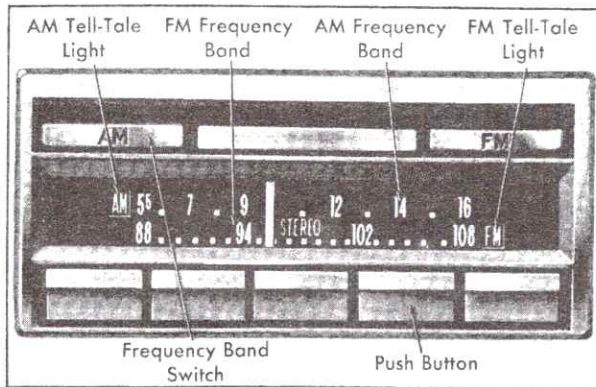 AM Tell-Tale Light
FM Frequency Band
AM Frequency Band
FM Tell-Tale Light
AM
FM
AM 55 . 7 . 9 . 12 . 14 . 16
88 . . . . . 94 . . . . STEREO . . 102 . . . . . 108 FM
Frequency Band Switch
Push Button